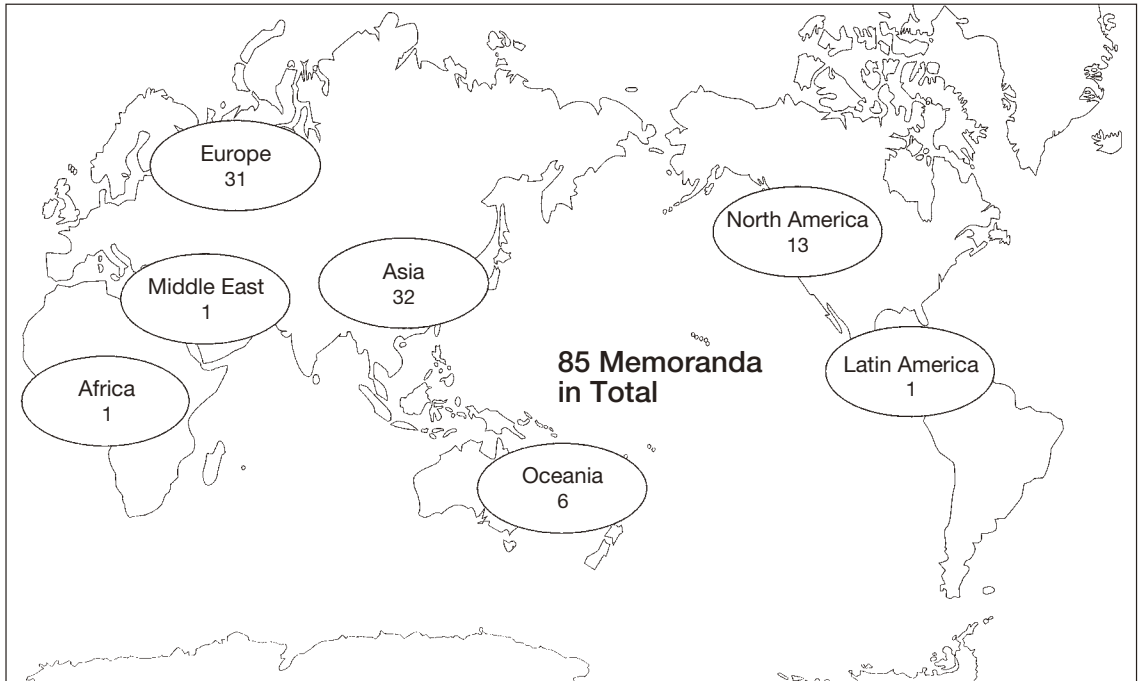 Europe
31
North America
13
Middle East
1
Asia
32
85 Memoranda
in Total
Latin America
1
Africa
1
Oceania
6